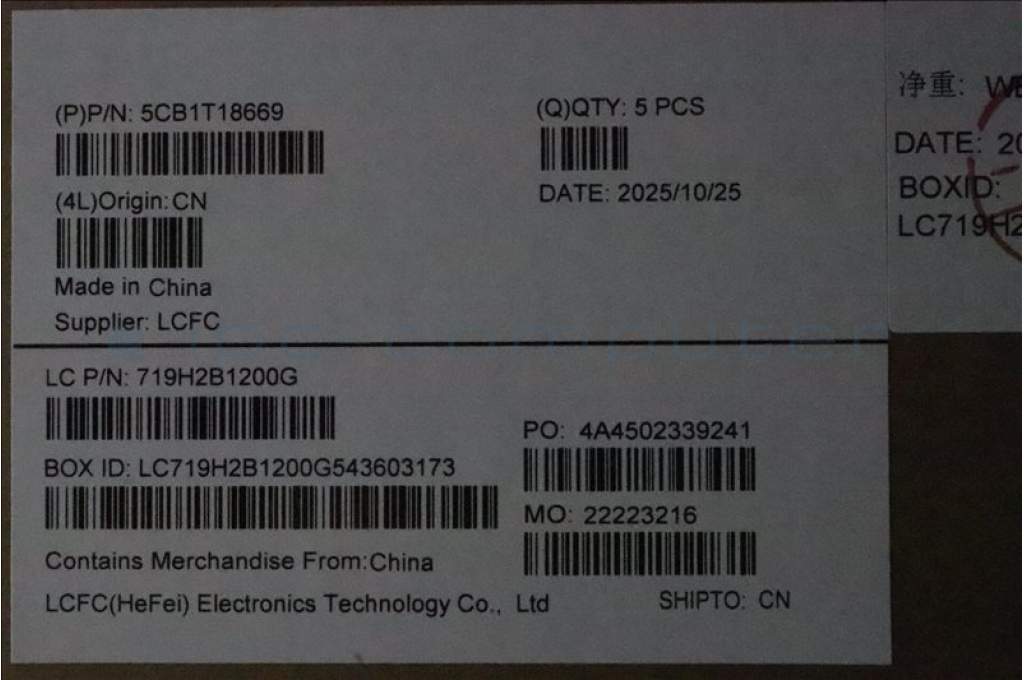 (P)P/N: 5CB1T18669
(Q)QTY: 5 PCS
(4L)Origin:CN
DATE: 2025/10/25
Made in China
Supplier: LCFC
LC P/N: 719H2B1200G
PO: 4A4502339241
BOX ID: LC719H2B1200G543603173
MO: 22223216
Contains Merchandise From:China
LCFC(HeFei) Electronics Technology Co., Ltd
SHIPTO: CN
净重:
DATE: 20
BOXID:
LC719H2